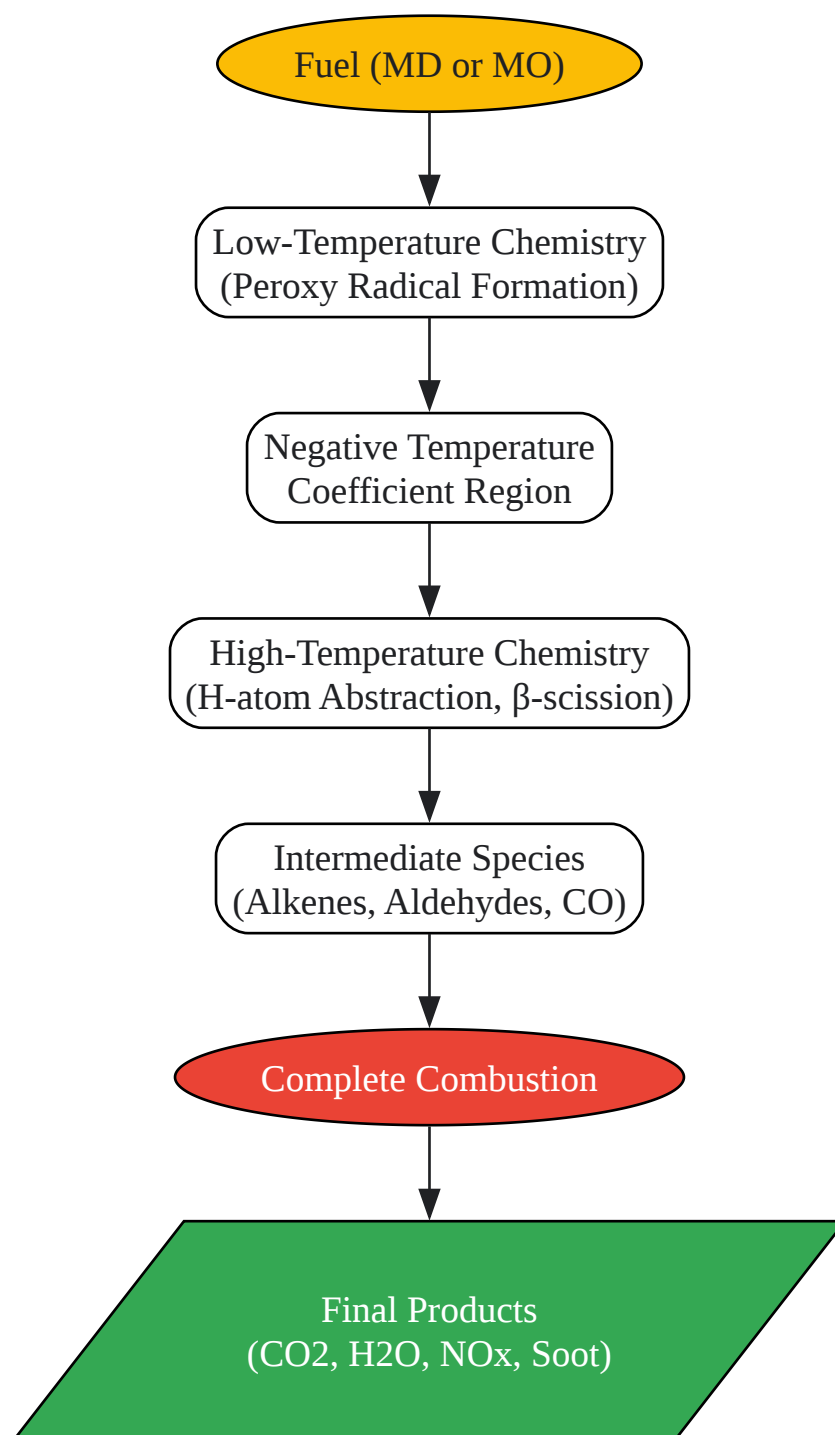 Fuel (MD or MO)
Low-Temperature Chemistry
(Peroxy Radical Formation)
Negative Temperature
Coefficient Region
High-Temperature Chemistry
(H-atom Abstraction, β-scission)
Intermediate Species
(Alkenes, Aldehydes, CO)
Complete Combustion
Final Products
(CO2, H2O, NOx, Soot)